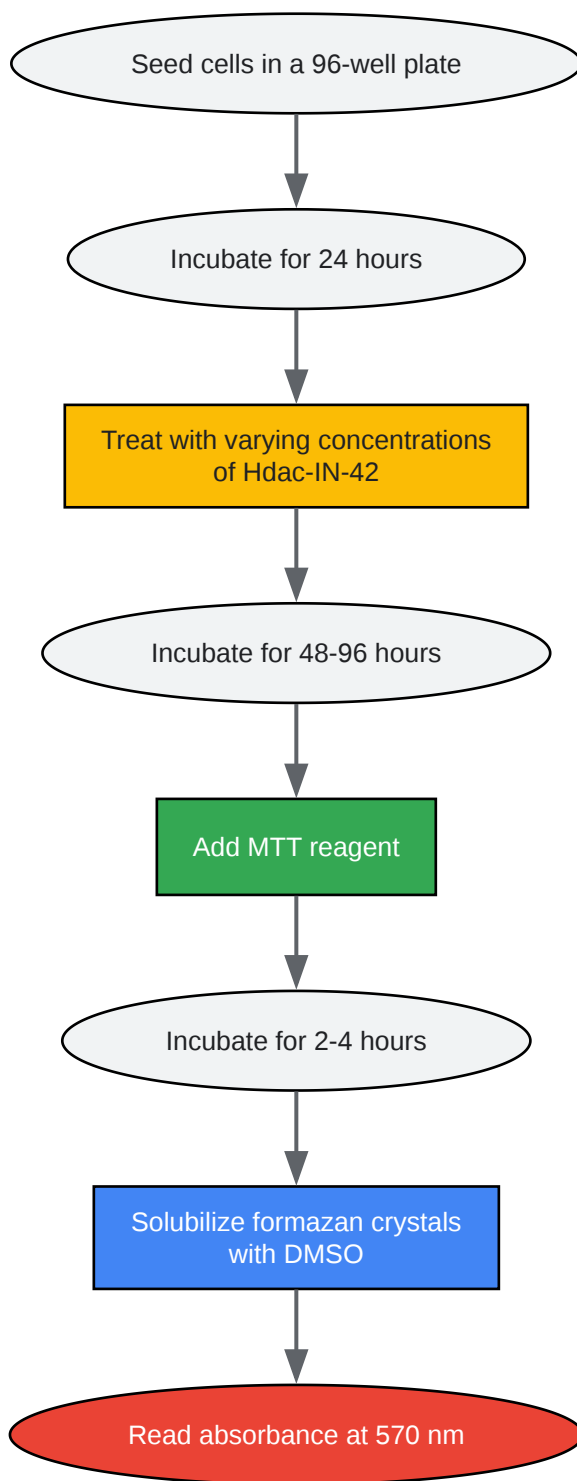 Seed cells in a 96-well plate
Incubate for 24 hours
Treat with varying concentrations
of Hdac-IN-42
Incubate for 48-96 hours
Add MTT reagent
Incubate for 2-4 hours
Solubilize formazan crystals
with DMSO
Read absorbance at 570 nm